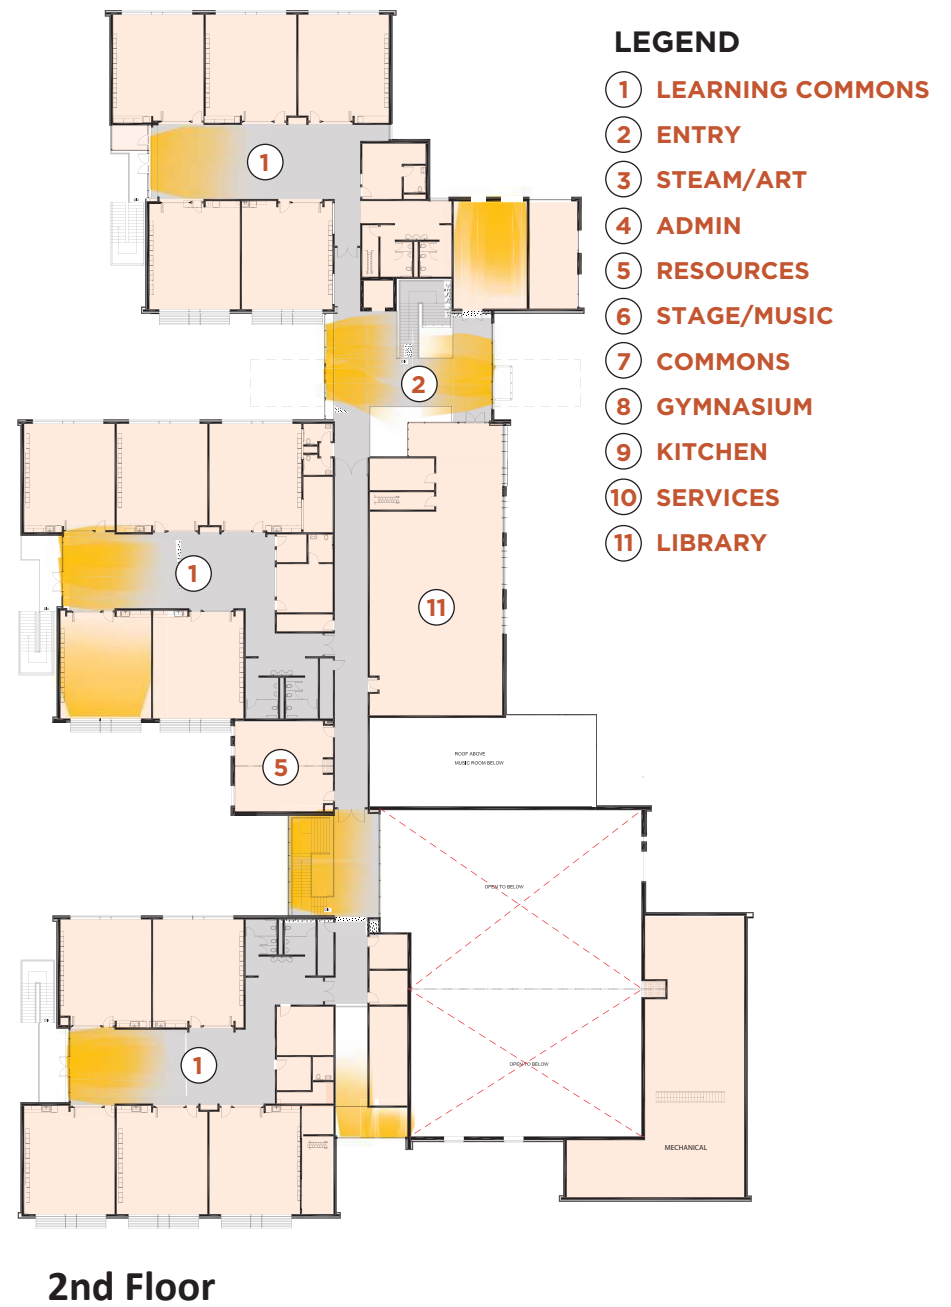 LEGEND
1 LEARNING COMMONS
2 ENTRY
3 STEAM/ART
4 ADMIN
5 RESOURCES
6 STAGE/MUSIC
7 COMMONS
8 GYMNASIUM
9 KITCHEN
10 SERVICES
11 LIBRARY
1
2
1
11
5
ROOF ABOVE
MUSIC ROOM BELOW
OPEN TO BELOW
1
OPEN TO BELOW
MECHANICAL
2nd Floor